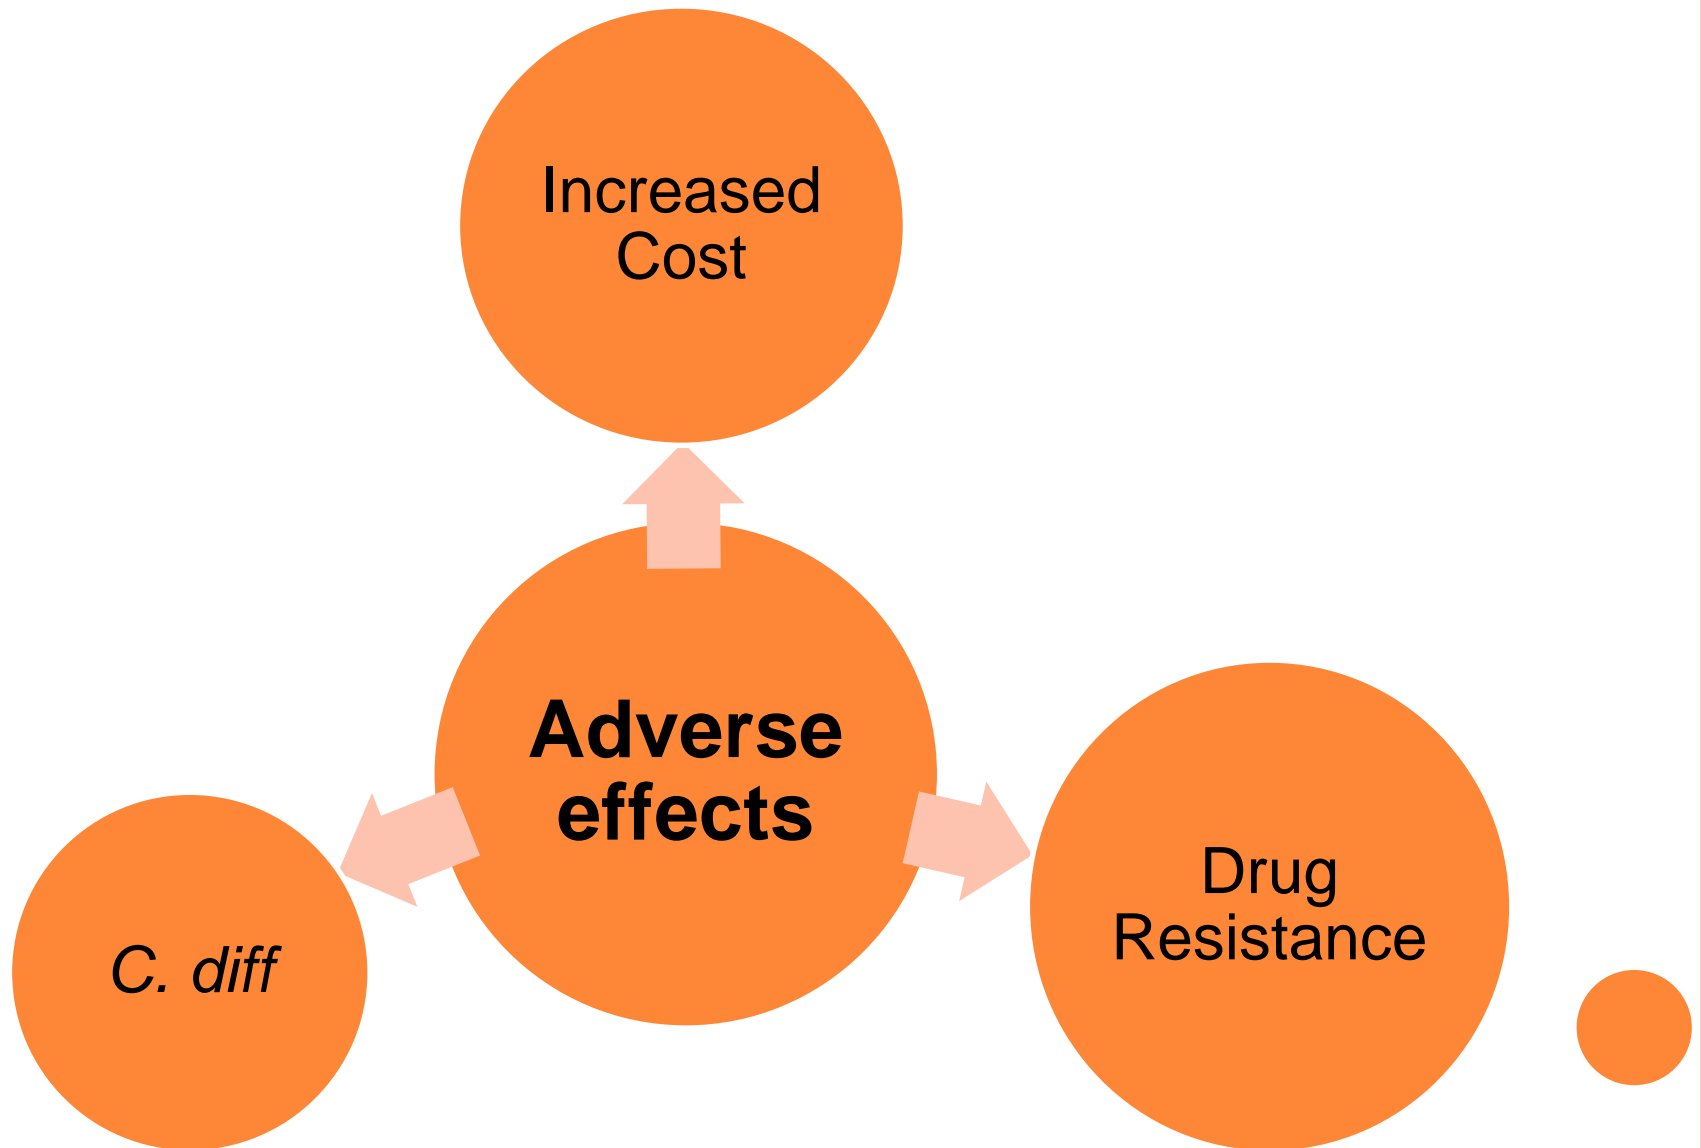 Increased
Cost
Adverse
effects
Drug
Resistance
C. diff